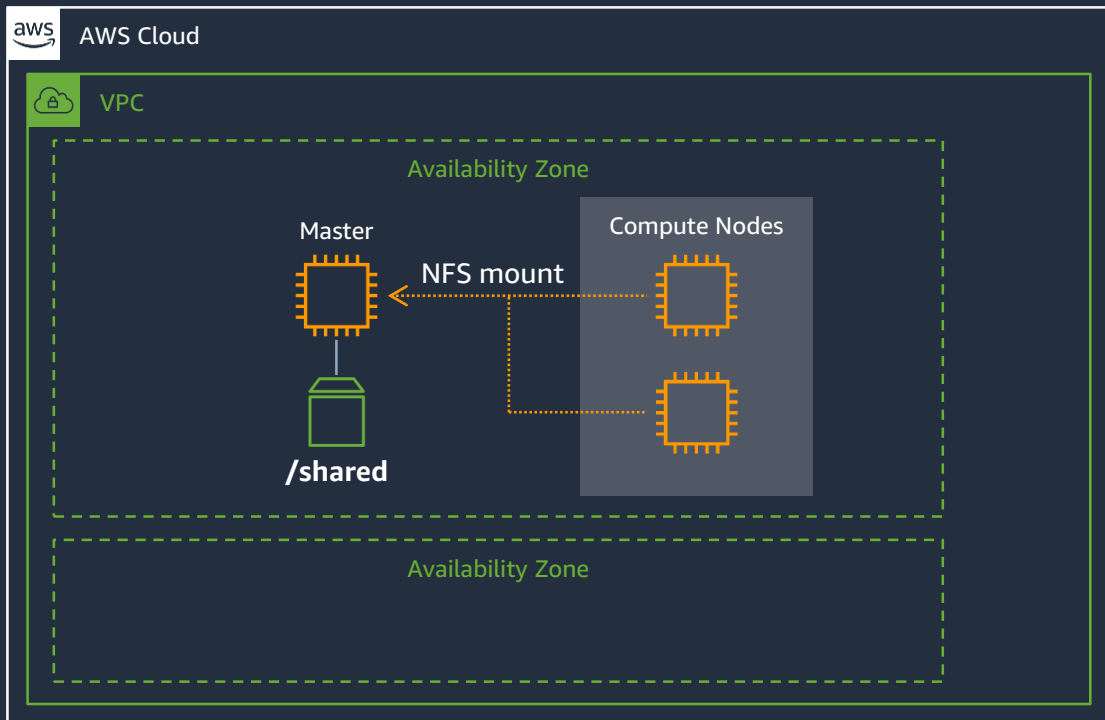 aws
AWS Cloud
VPC
Availability Zone
Master
Compute Nodes
NFS mount
/shared
Availability Zone